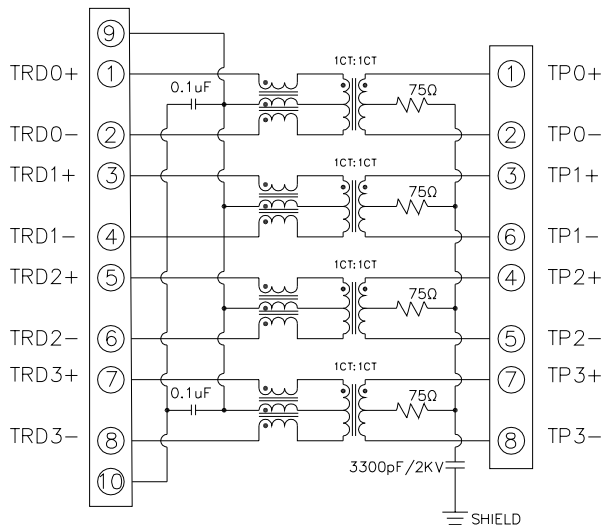 9
1CT:1CT
TRD0+ 1 0.1uF 75Ω 1 TP0+
TRD0- 2 2 TP0-
1CT:1CT
TRD1+ 3 75Ω 3 TP1+
TRD1- 4 6 TP1-
1CT:1CT
TRD2+ 5 75Ω 4 TP2+
TRD2- 6 5 TP2-
1CT:1CT
TRD3+ 7 0.1uF 75Ω 7 TP3+
TRD3- 8 8 TP3-
3300pF/2KV
10
SHIELD